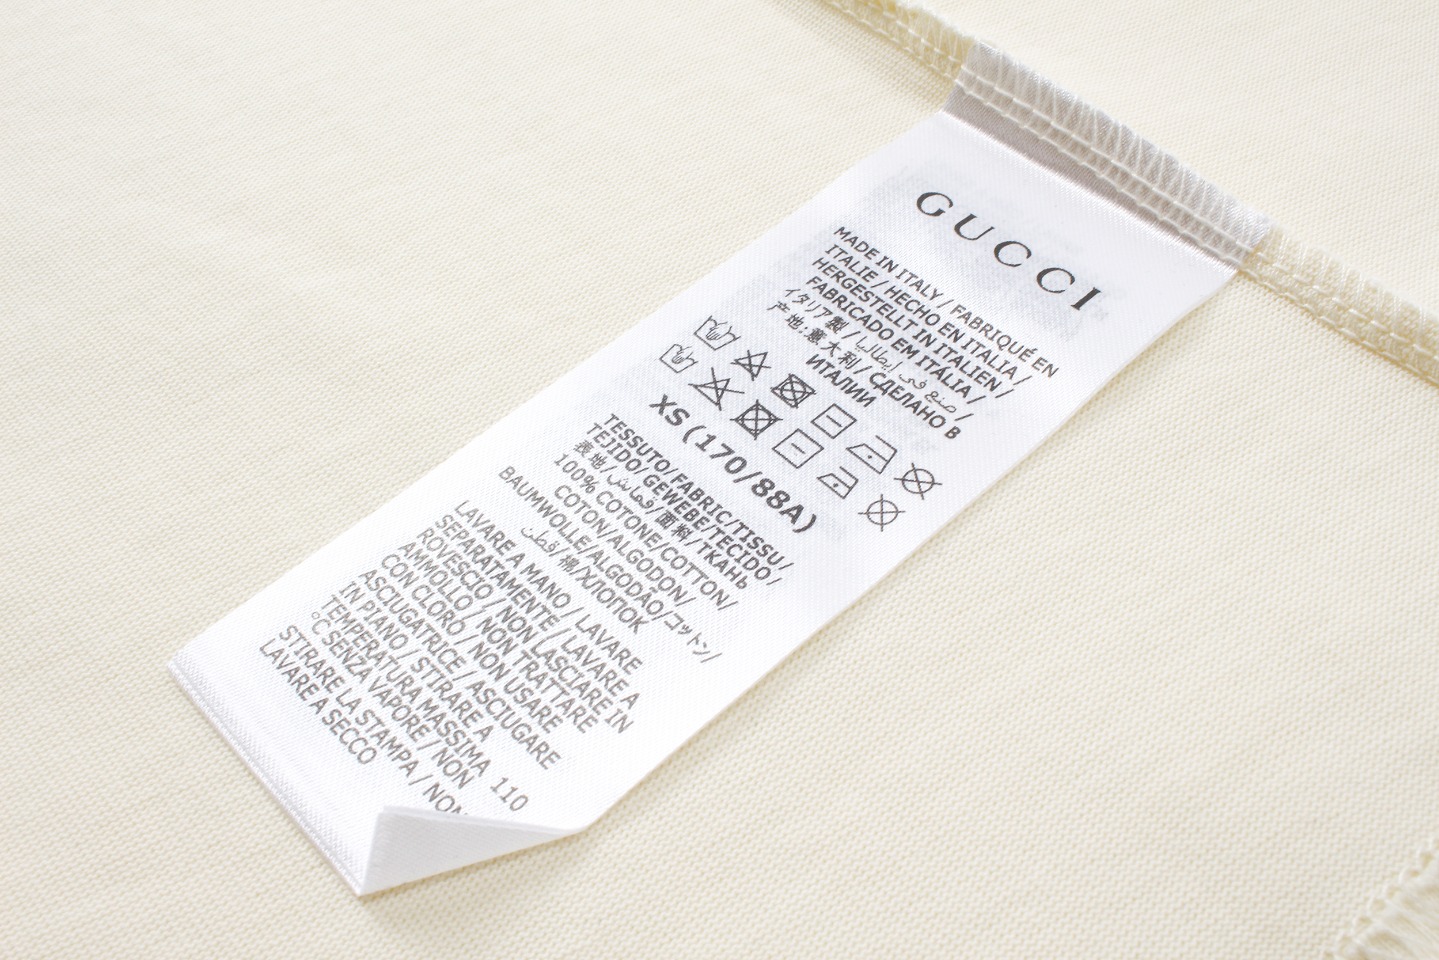 GUCCI
MADE IN ITALY / FABRIQUÉ EN
ITALIE / HECHO EN ITALIA /
HERGESTELLT IN ITALIEN /
FABRICADO EM ITÁLIA /
イタリア製 / صنع في إيطاليا /
产地:意大利 / СДЕЛАНО В
ИТАЛИИ
XS (170/88A)
TESSUTO/FABRIC/TISSU/
TEJIDO/GEWEBE/TECIDO/
表地/قماش/面料/ТКАНЬ
100% COTONE/COTTON/
COTON/ALGODON/
BAUMWOLLE/ALGODÃO/コットン/
قطن/棉/ХЛОПОК
LAVARE A MANO / LAVARE
SEPARATAMENTE / LAVARE A
ROVESCIO / NON LASCIARE IN
AMMOLLO / NON TRATTARE
CON CLORO / NON USARE
ASCIUGATRICE / ASCIUGARE
IN PIANO / STIRARE A
TEMPERATURA MASSIMA 110
°C SENZA VAPORE / NON
STIRARE LA STAMPA / NON
LAVARE A SECCO